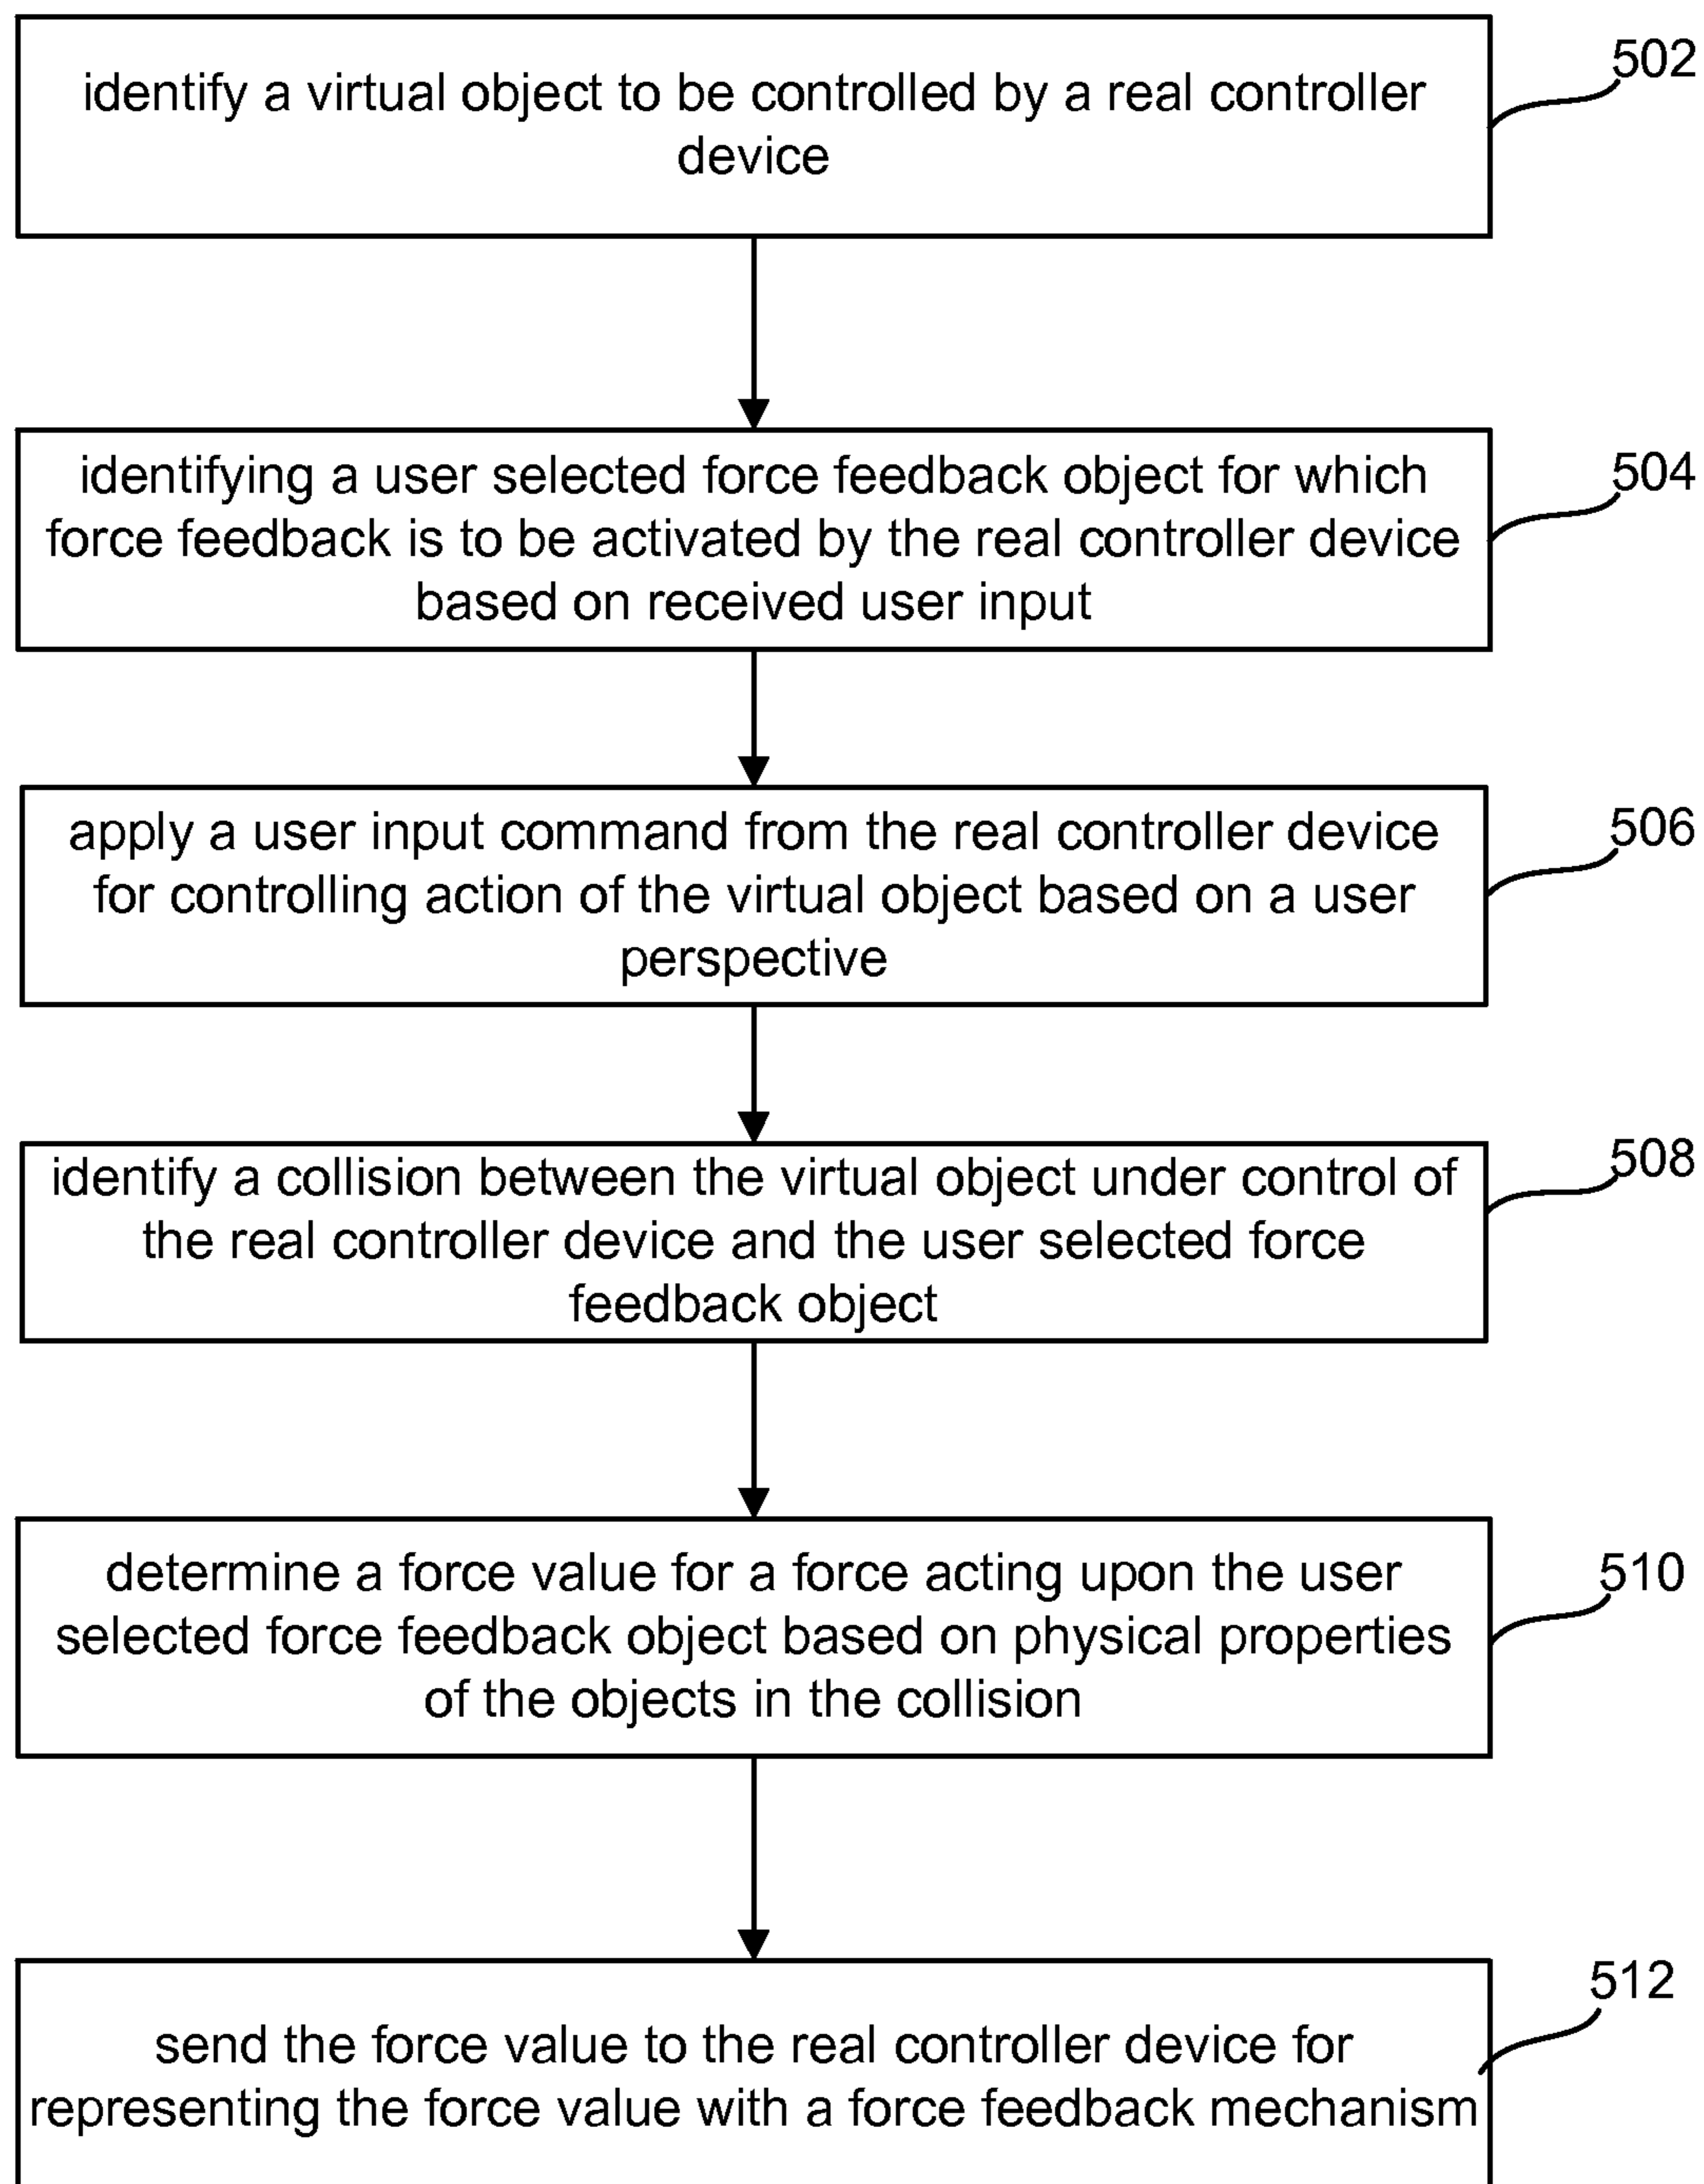 identify a virtual object to be controlled by a real controller
device
502
identifying a user selected force feedback object for which
force feedback is to be activated by the real controller device
based on received user input
504
apply a user input command from the real controller device
for controlling action of the virtual object based on a user
perspective
506
identify a collision between the virtual object under control of
the real controller device and the user selected force
feedback object
508
determine a force value for a force acting upon the user
selected force feedback object based on physical properties
of the objects in the collision
510
send the force value to the real controller device for
representing the force value with a force feedback mechanism
512